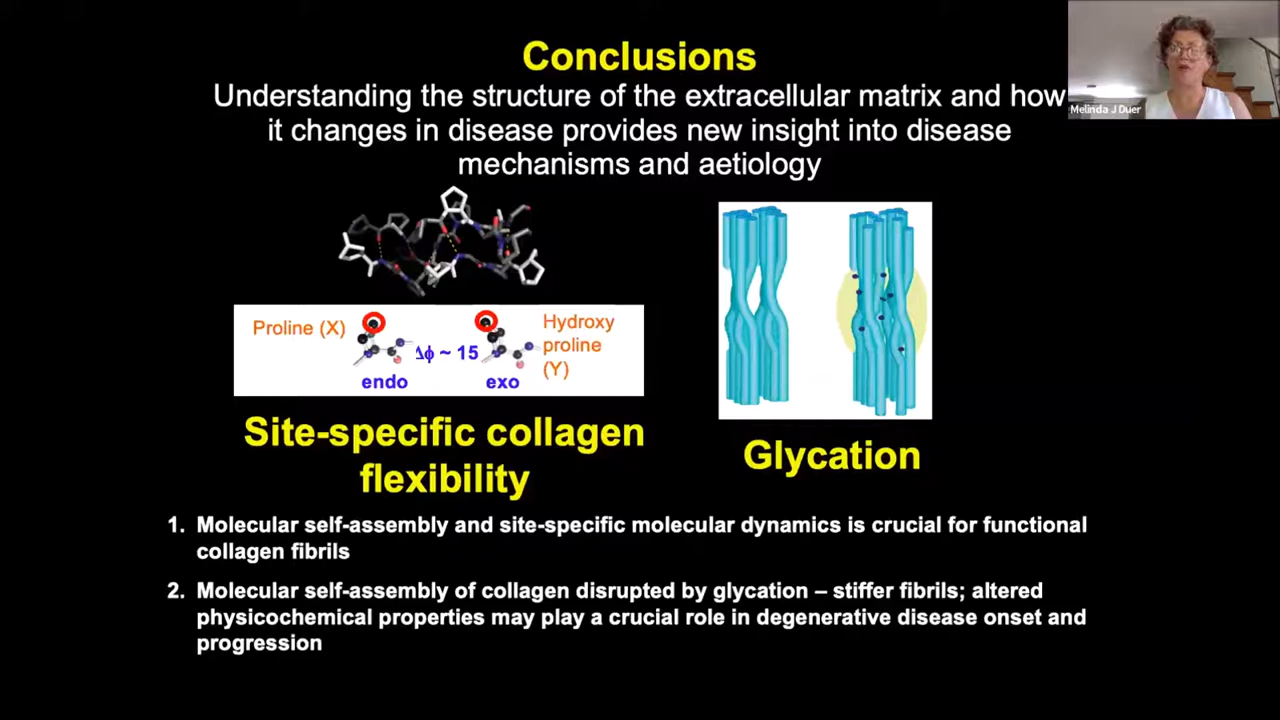 Conclusions
Understanding the structure of the extracellular matrix and how
it changes in disease provides new insight into disease
mechanisms and aetiology
Melinda J Duer
Proline (X)
Hydroxy
proline
(Y)
Δϕ ~ 15
endo
exo
Site-specific collagen
flexibility
Glycation
1. Molecular self-assembly and site-specific molecular dynamics is crucial for functional
collagen fibrils
2. Molecular self-assembly of collagen disrupted by glycation – stiffer fibrils; altered
physicochemical properties may play a crucial role in degenerative disease onset and
progression